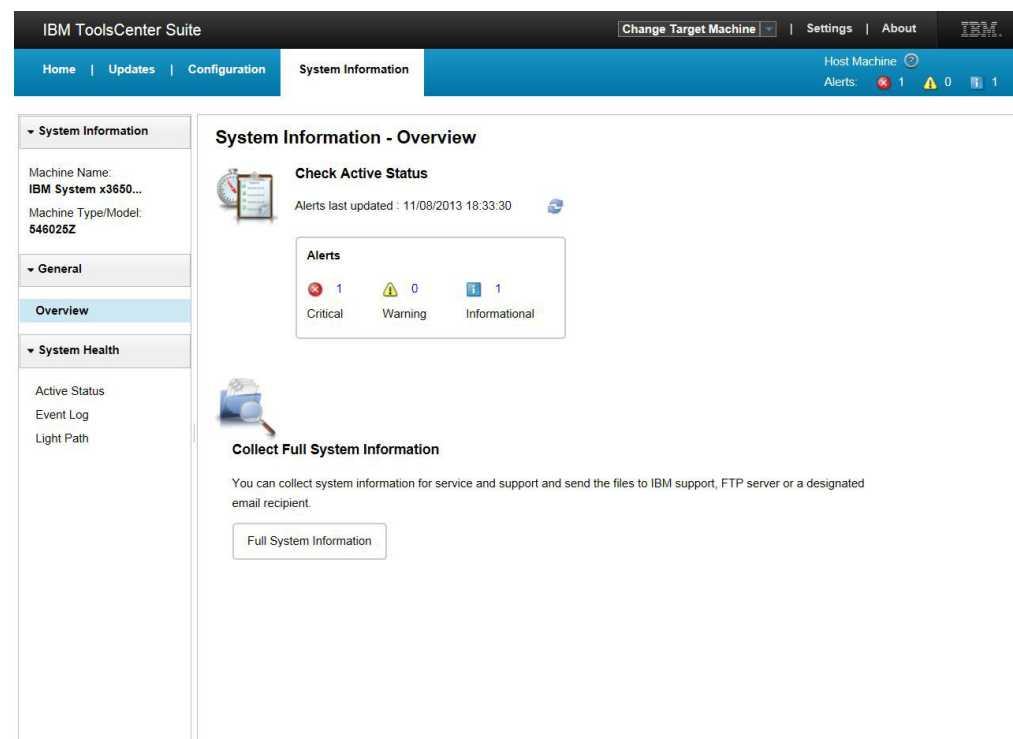 IBM ToolsCenter Suite
Change Target Machine | Settings | About
IBM.
Home | Updates | Configuration
System Information
Host Machine
Alerts: 1 0 1
System Information
Machine Name:
IBM System x3650...
Machine Type/Model:
546025Z
General
Overview
System Health
Active Status
Event Log
Light Path
System Information - Overview
Check Active Status
Alerts last updated : 11/08/2013 18:33:30
Alerts
1 0 1
Critical Warning Informational
Collect Full System Information
You can collect system information for service and support and send the files to IBM support, FTP server or a designated
email recipient.
Full System Information